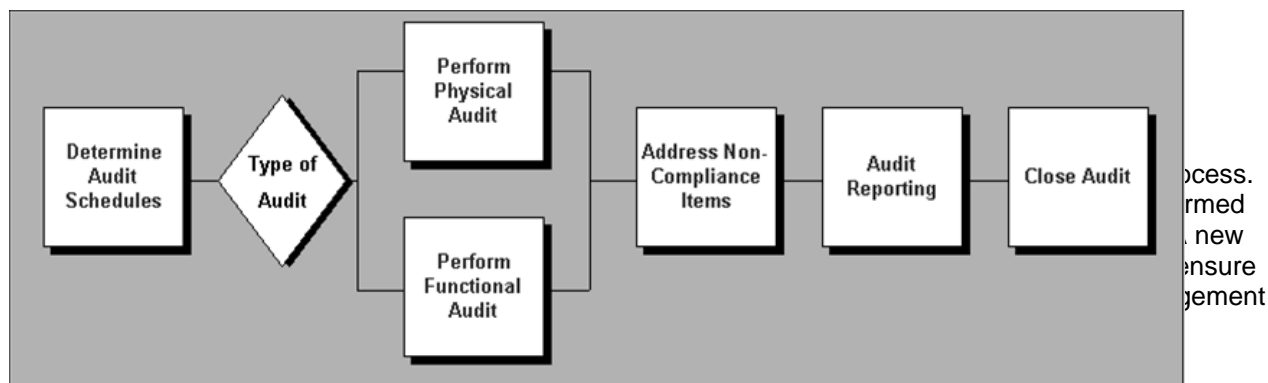 Determine
Audit
Schedules
Type of
Audit
Perform
Physical
Audit
Perform
Functional
Audit
Address Non-
Compliance
Items
Audit
Reporting
Close Audit
new
ensure